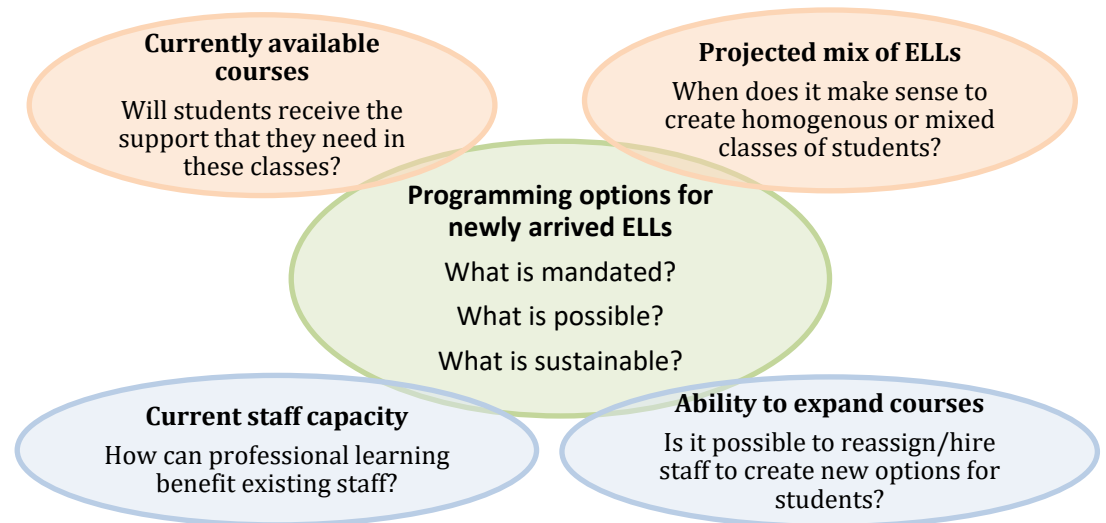 Currently available
courses
Will students receive the
support that they need in
these classes?
Projected mix of ELLs
When does it make sense to
create homogenous or mixed
classes of students?
Programming options for
newly arrived ELLs
What is mandated?
What is possible?
What is sustainable?
Current staff capacity
How can professional learning
benefit existing staff?
Ability to expand courses
Is it possible to reassign/hire
staff to create new options for
students?